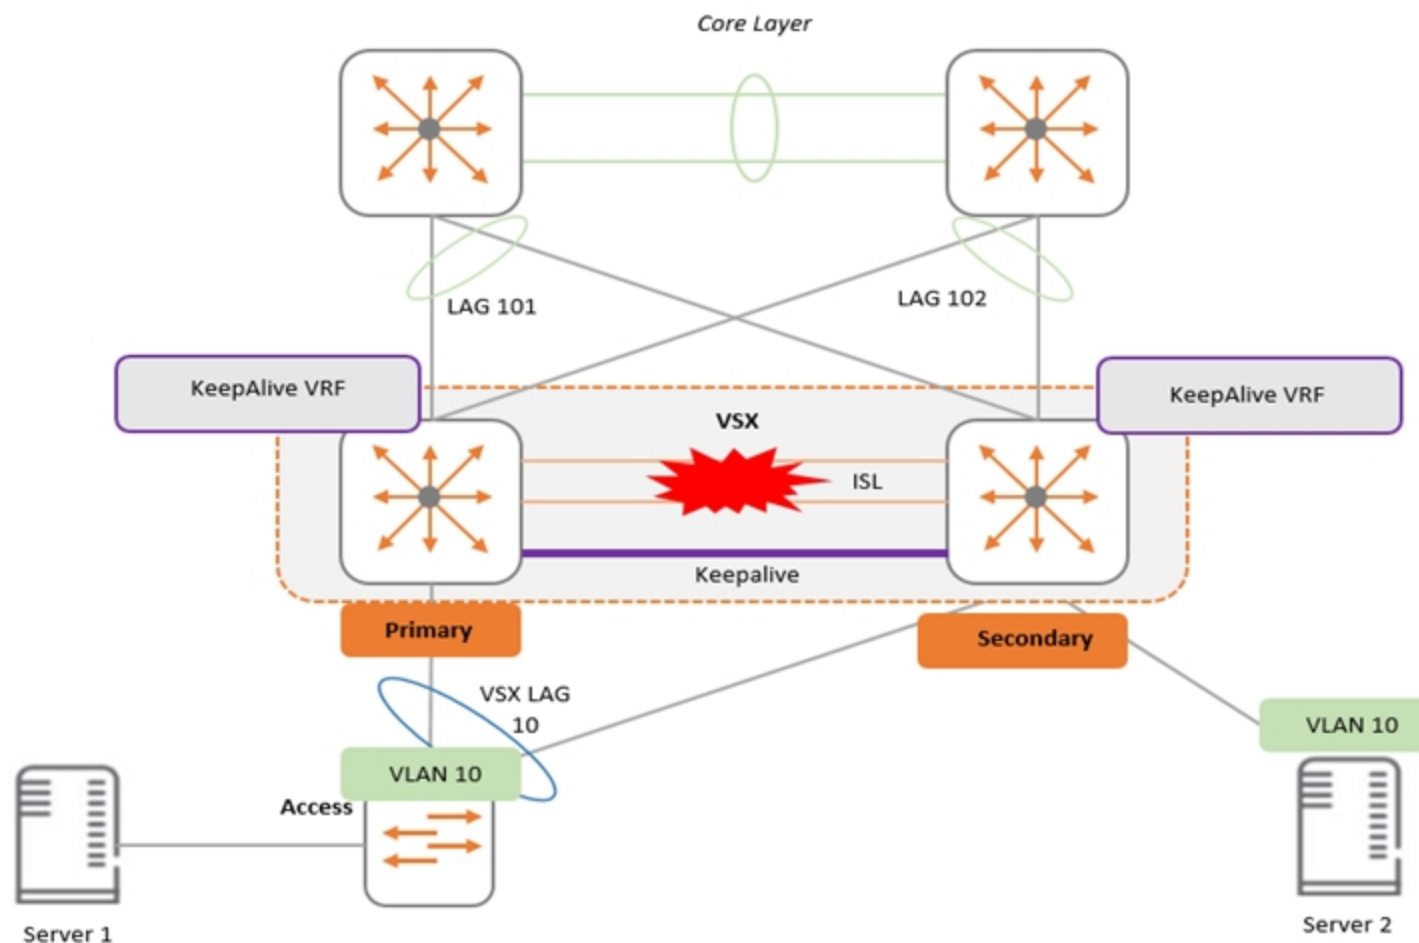 Core Layer
LAG 101
LAG 102
KeepAlive VRF
KeepAlive VRF
VSX
ISL
Keepalive
Primary
Secondary
VSX LAG
10
VLAN 10
VLAN 10
Access
Server 1
Server 2